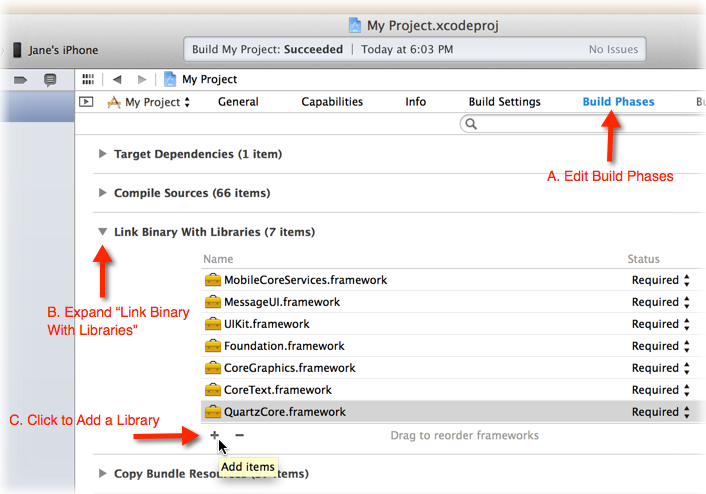 My Project.xcodeproj
Jane's iPhone
Build My Project: Succeeded | Today at 6:03 PM
No Issues
My Project
My Project
General
Capabilities
Info
Build Settings
Build Phases
Target Dependencies (1 item)
A. Edit Build Phases
Compile Sources (66 items)
Link Binary With Libraries (7 items)
Name
Status
MobileCoreServices.framework
Required
B. Expand “Link Binary
With Libraries”
MessageUI.framework
Required
UIKit.framework
Required
Foundation.framework
Required
CoreGraphics.framework
Required
CoreText.framework
Required
QuartzCore.framework
Required
C. Click to Add a Library
+ −
Drag to reorder frameworks
Add items
Copy Bundle items)